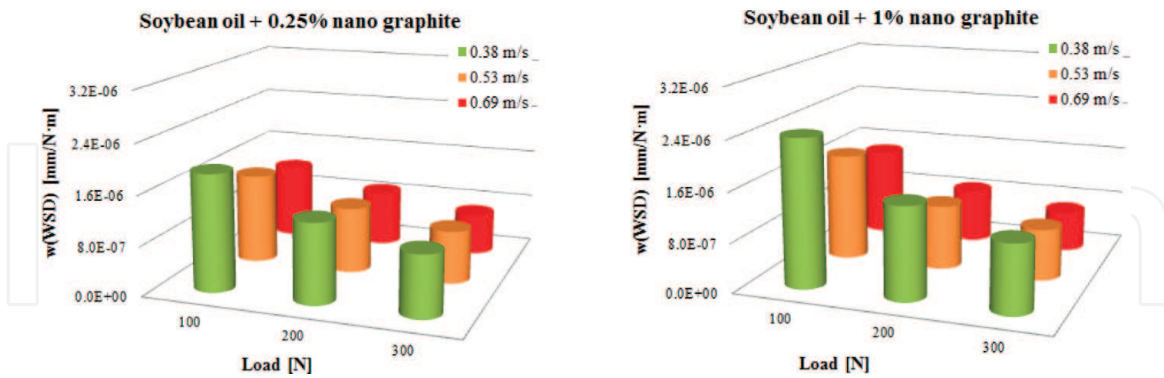 Soybean oil + 0.25% nano graphite
0.38 m/s
0.53 m/s
0.69 m/s
w(WSD) [mm/N·m]
3.2E-06
2.4E-06
1.6E-06
8.0E-07
0.0E+00
100
200
300
Load [N]
Soybean oil + 1% nano graphite
0.38 m/s
0.53 m/s
0.69 m/s
w(WSD) [mm/N·m]
3.2E-06
2.4E-06
1.6E-06
8.0E-07
0.0E+00
100
200
300
Load [N]